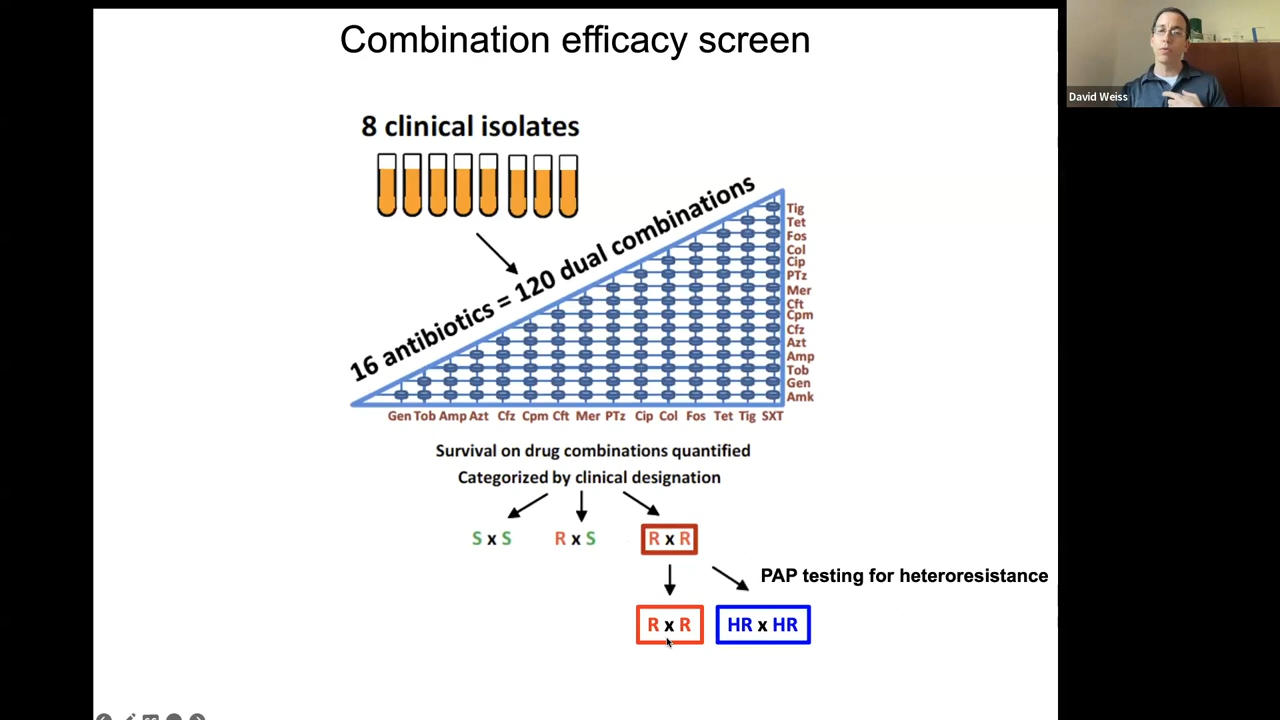 Combination efficacy screen
David Weiss
8 clinical isolates
16 antibiotics = 120 dual combinations
Tig
Tet
Fos
Col
Cip
PTz
Mer
Cft
Cpm
Cfz
Azt
Amp
Tob
Gen
Amk
Gen Tob Amp Azt Cfz Cpm Cft Mer PTz Cip Col Fos Tet Tig SXT
Survival on drug combinations quantified
Categorized by clinical designation
S x S R x S R x R
PAP testing for heteroresistance
R x R HR x HR